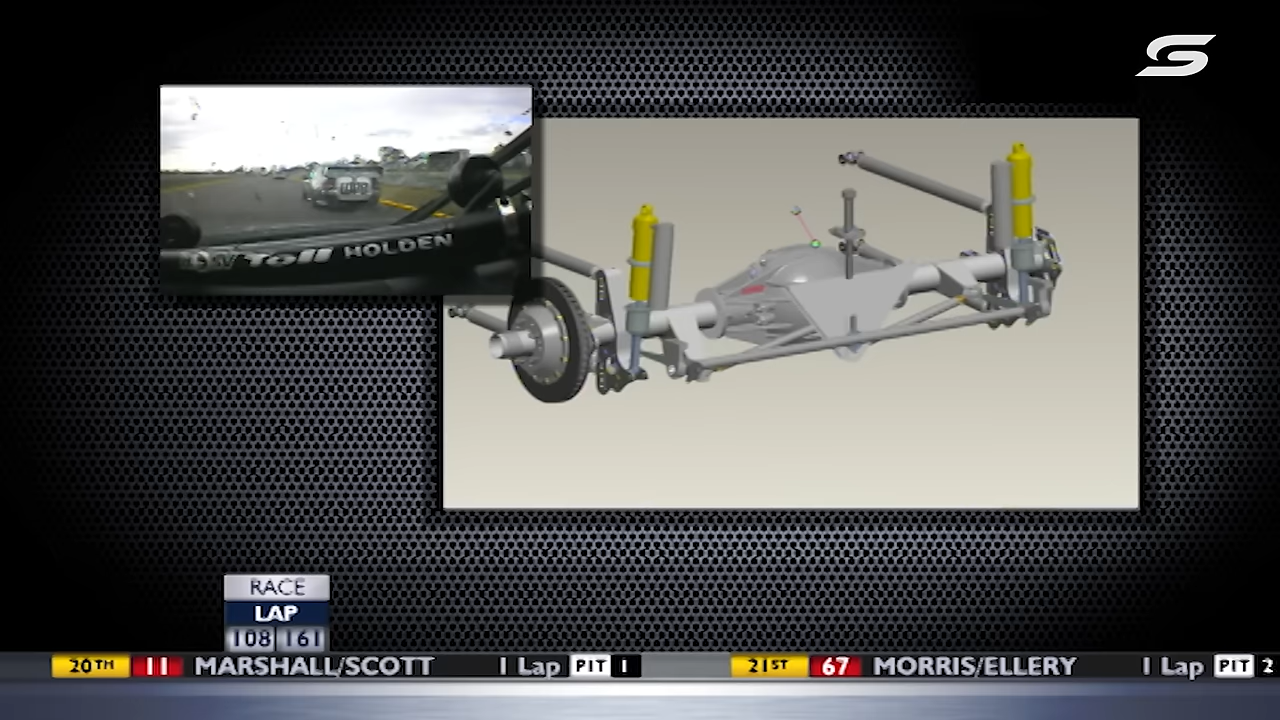 Toll HOLDEN
RACE
LAP
108 161
20TH 11 MARSHALL/SCOTT 1 Lap PIT 1 21ST 67 MORRIS/ELLERY 1 Lap PIT 2